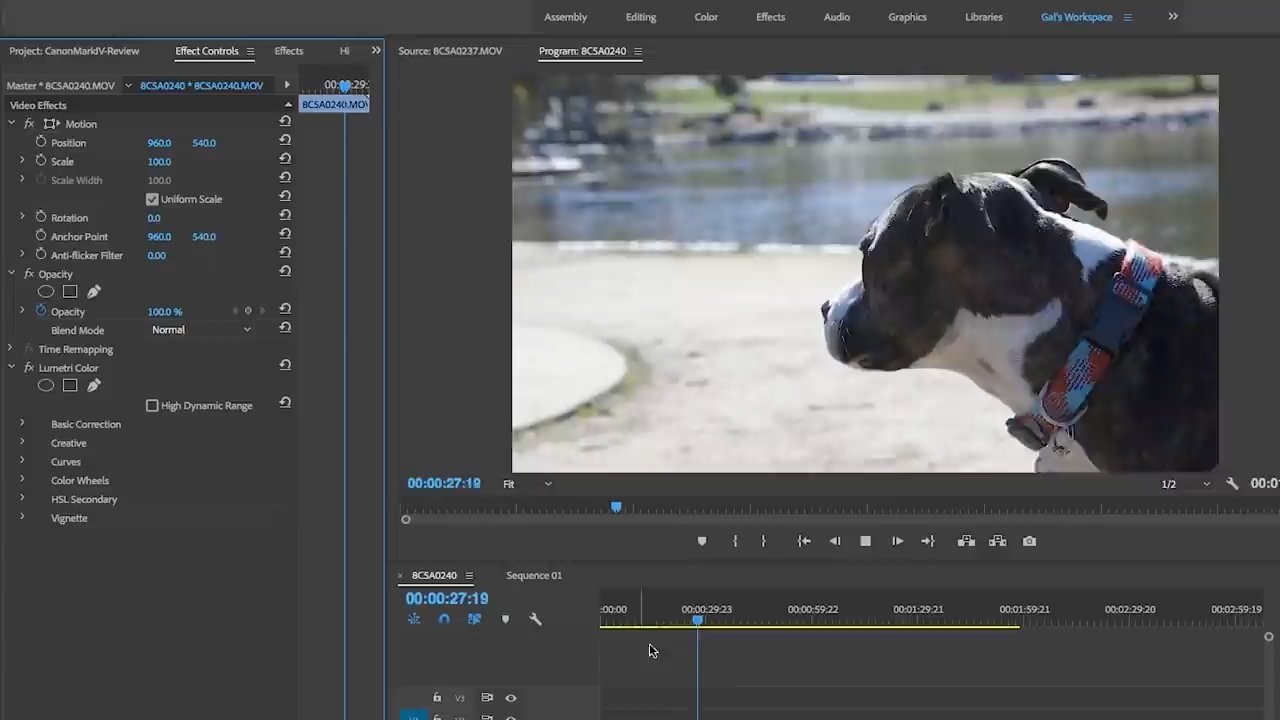 Assembly Editing Color Effects Audio Graphics Libraries Gal's Workspace
Project: CanonMarkIV-Review Effect Controls Effects Hi Source: 8CSA0237.MOV Program: 8CSA0240
Master * 8CSA0240.MOV 8CSA0240 * 8CSA0240.MOV
Video Effects 8CSA0240.MOV
fx Motion
Position 960.0 540.0
Scale 100.0
Scale Width 100.0
Uniform Scale
Rotation 0.0
Anchor Point 960.0 540.0
Anti-flicker Filter 0.00
fx Opacity
Opacity 100.0 %
Blend Mode Normal
Time Remapping
fx Lumetri Color
High Dynamic Range
Basic Correction
Creative
Curves
Color Wheels
HSL Secondary
Vignette
00:00:27:19 Fit 1/2
8CSA0240 Sequence 01
00:00:27:19
:00:00 00:00:29:23 00:00:59:22 00:01:29:21 00:01:59:21 00:02:29:20 00:02:59:19
V3